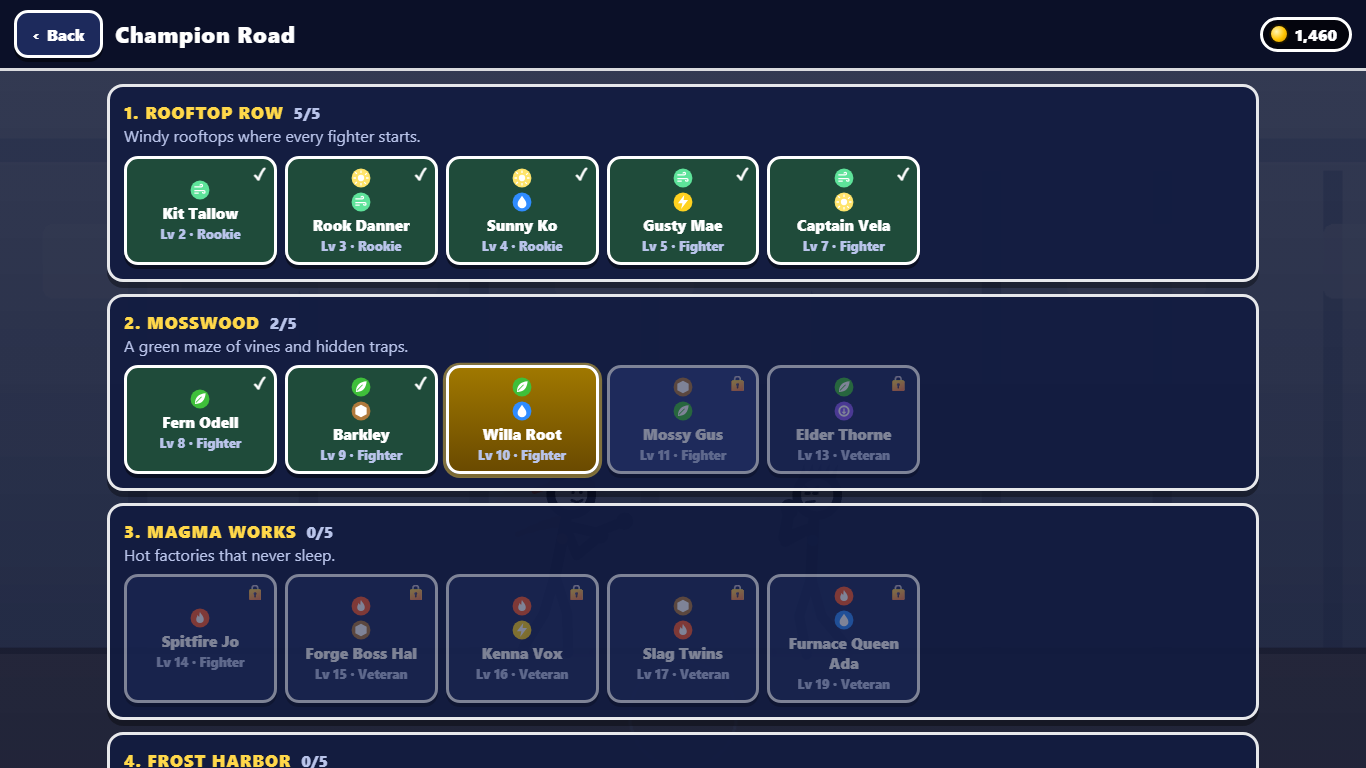 ‹ Back
Champion Road
1,460
1. ROOFTOP ROW 5/5
Windy rooftops where every fighter starts.
Kit Tallow
Lv 2 · Rookie
Rook Danner
Lv 3 · Rookie
Sunny Ko
Lv 4 · Rookie
Gusty Mae
Lv 5 · Fighter
Captain Vela
Lv 7 · Fighter
2. MOSSWOOD 2/5
A green maze of vines and hidden traps.
Fern Odell
Lv 8 · Fighter
Barkley
Lv 9 · Fighter
Willa Root
Lv 10 · Fighter
Mossy Gus
Lv 11 · Fighter
Elder Thorne
Lv 13 · Veteran
3. MAGMA WORKS 0/5
Hot factories that never sleep.
Spitfire Jo
Lv 14 · Fighter
Forge Boss Hal
Lv 15 · Veteran
Kenna Vox
Lv 16 · Veteran
Slag Twins
Lv 17 · Veteran
Furnace Queen
Ada
Lv 19 · Veteran
4. FROST HARBOR 0/5